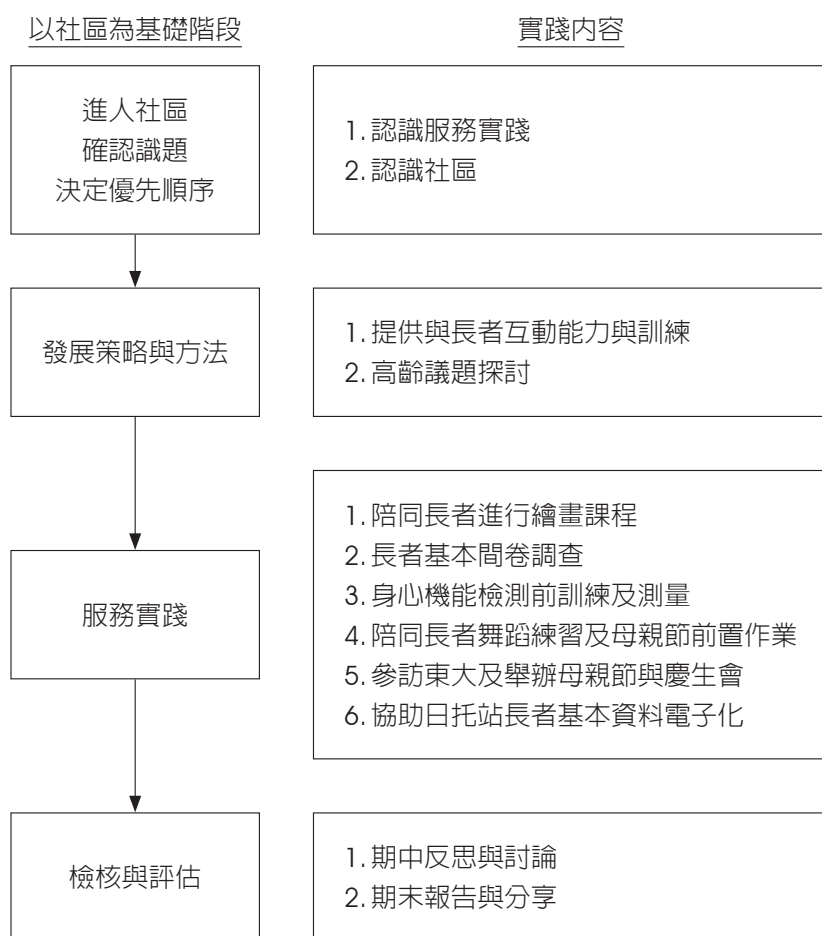 以社區為基礎階段
實踐内容
進人社區
確認識題
決定優先順序
1. 認識服務實踐
2. 認識社區
發展策略與方法
1. 提供與長者互動能力與訓練
2. 高齡議題探討
服務實踐
1. 陪同長者進行繪畫課程
2. 長者基本間卷調查
3. 身心機能檢測前訓練及測量
4. 陪同長者舞蹈練習及母親節前置作業
5. 參訪東大及舉辦母親節與慶生會
6. 協助日托站長者基本資料電子化
檢核與評估
1. 期中反思與討論
2. 期末報告與分享